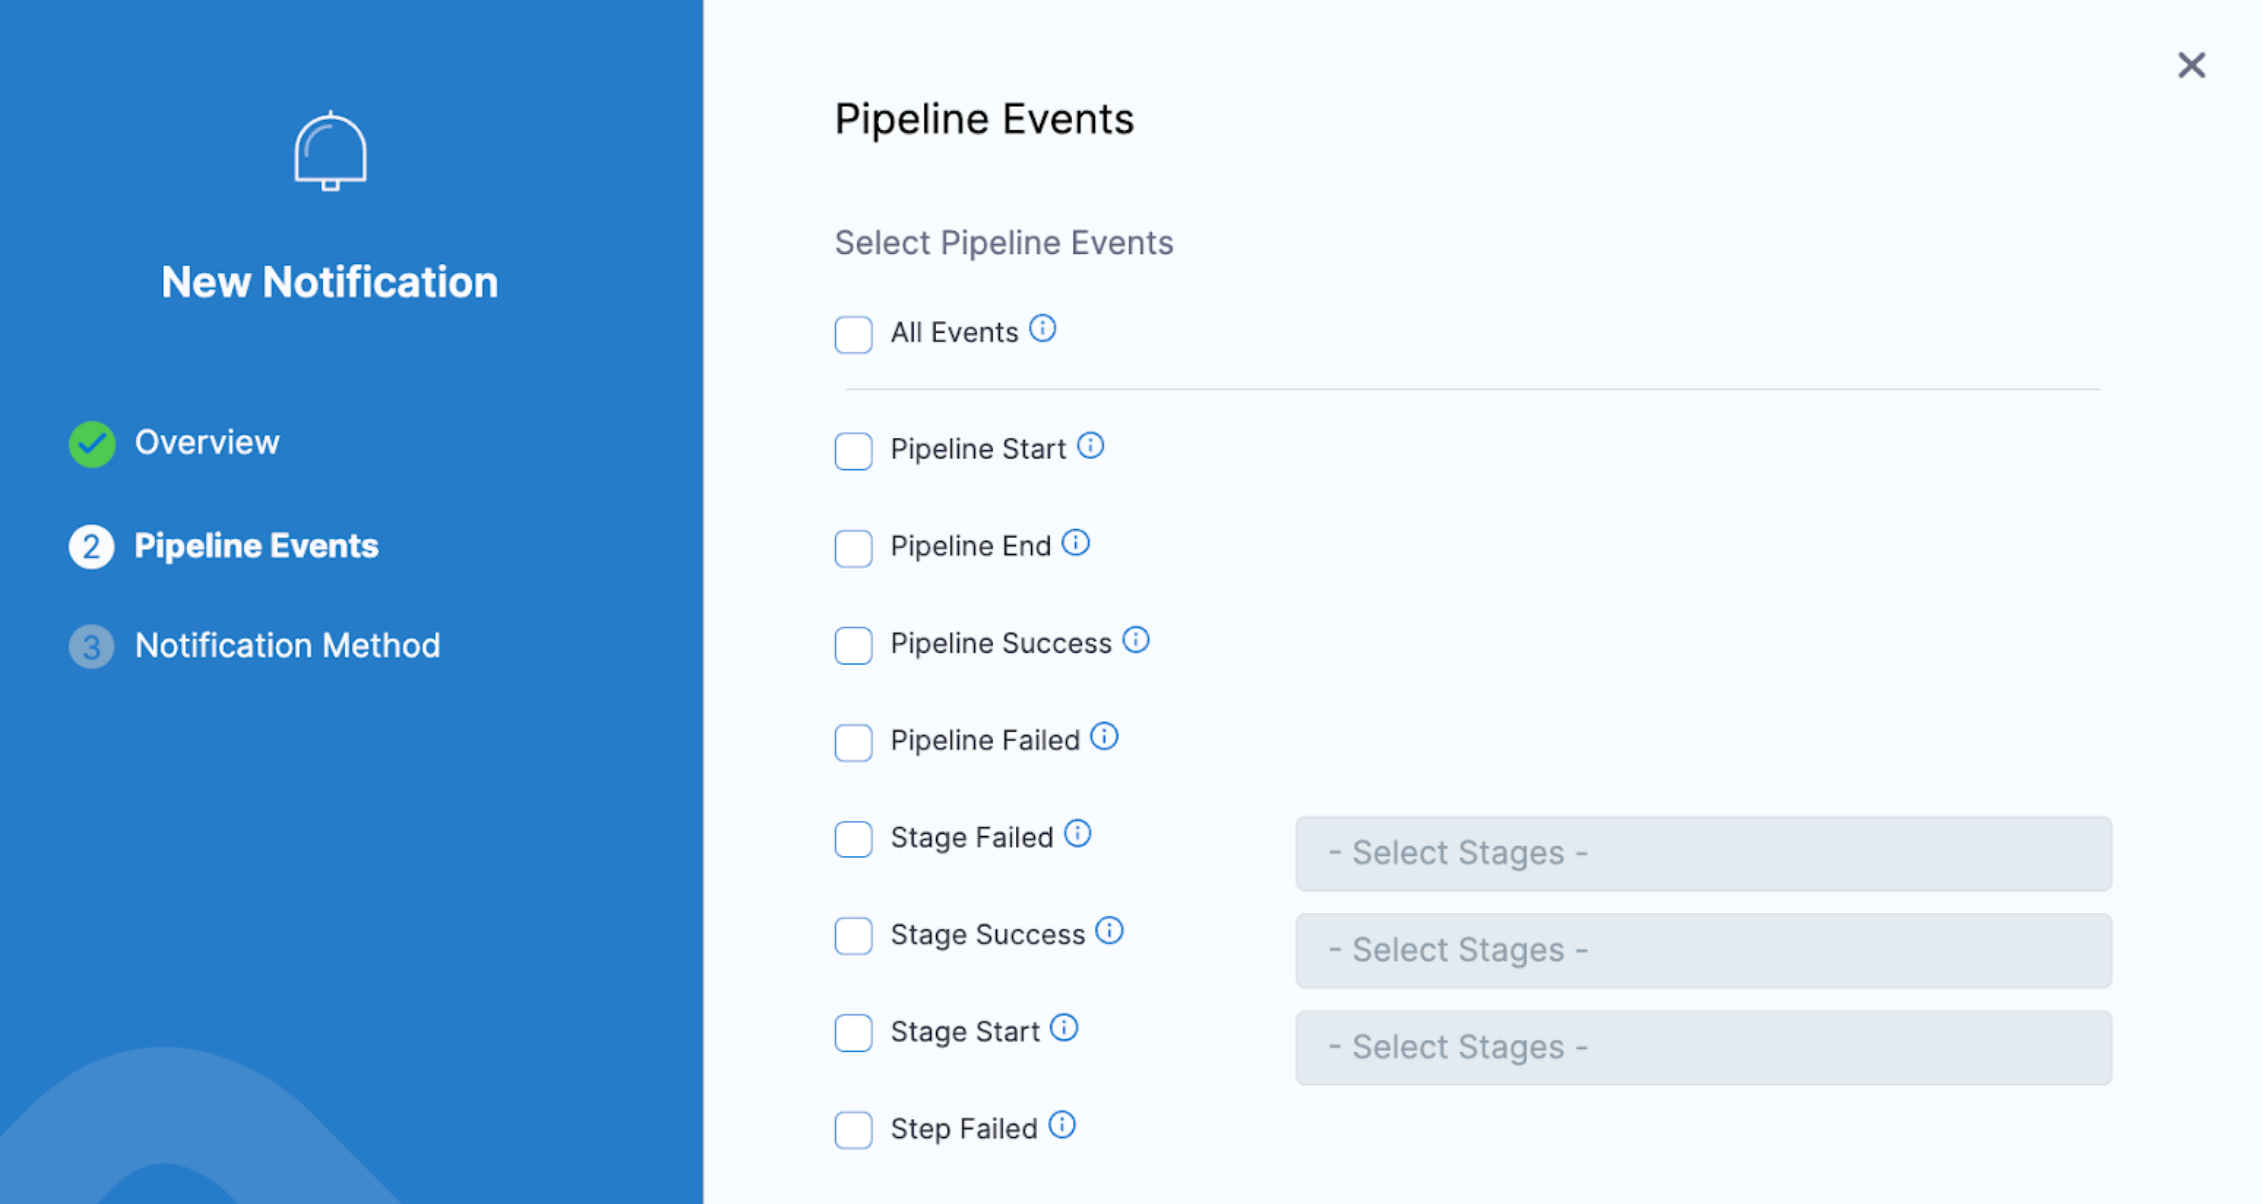 New Notification
Overview
2 Pipeline Events
3 Notification Method
Pipeline Events
Select Pipeline Events
All Events
Pipeline Start
Pipeline End
Pipeline Success
Pipeline Failed
Stage Failed
- Select Stages -
Stage Success
- Select Stages -
Stage Start
- Select Stages -
Step Failed